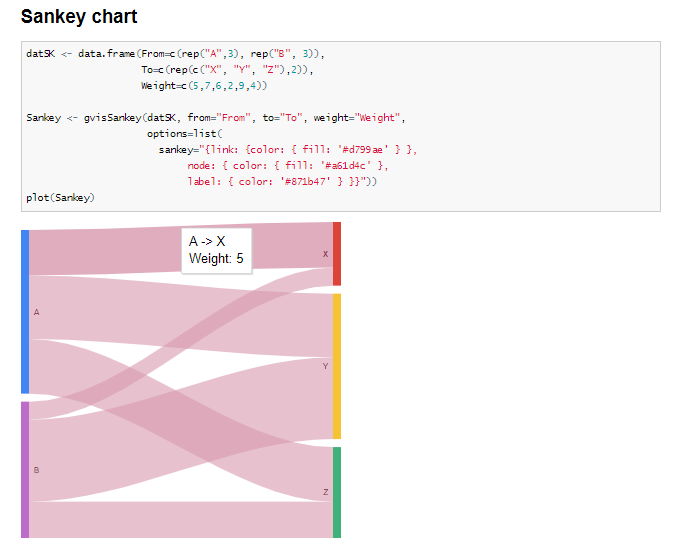 Sankey chart
datSK <- data.frame(From=c(rep("A",3), rep("B", 3)),
To=c(rep(c("X", "Y", "Z"),2)),
Weight=c(5,7,6,2,9,4))
Sankey <- gvisSankey(datSK, from="From", to="To", weight="Weight",
options=list(
sankey="{link: {color: { fill: '#d799ae' } },
node: { color: { fill: '#a61d4c' },
label: { color: '#871b47' } }}"))
plot(Sankey)
A -> X
Weight: 5
X
A
Y
B
Z